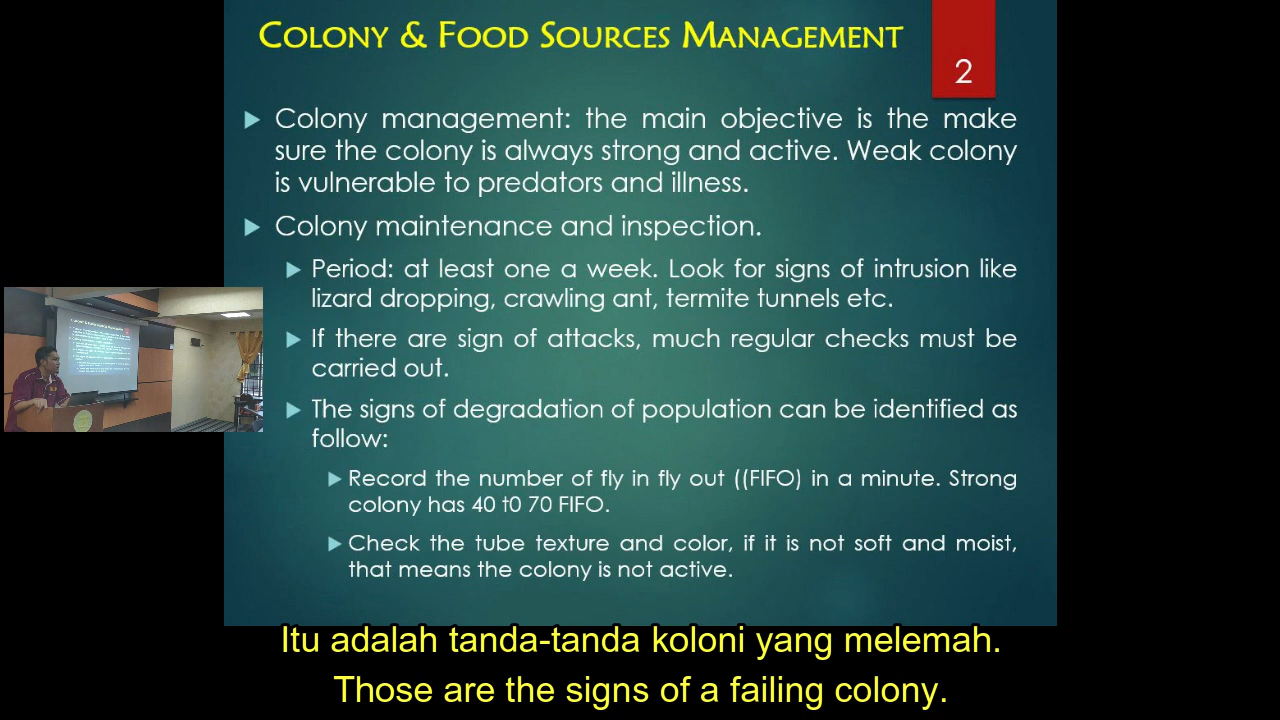 COLONY & FOOD SOURCES MANAGEMENT
2
Colony management: the main objective is the make
sure the colony is always strong and active. Weak colony
is vulnerable to predators and illness.
Colony maintenance and inspection.
Period: at least one a week. Look for signs of intrusion like
lizard dropping, crawling ant, termite tunnels etc.
If there are sign of attacks, much regular checks must be
carried out.
The signs of degradation of population can be identified as
follow:
Record the number of fly in fly out ((FIFO) in a minute. Strong
colony has 40 t0 70 FIFO.
Check the tube texture and color, if it is not soft and moist,
that means the colony is not active.
Itu adalah tanda-tanda koloni yang melemah.
Those are the signs of a failing colony.